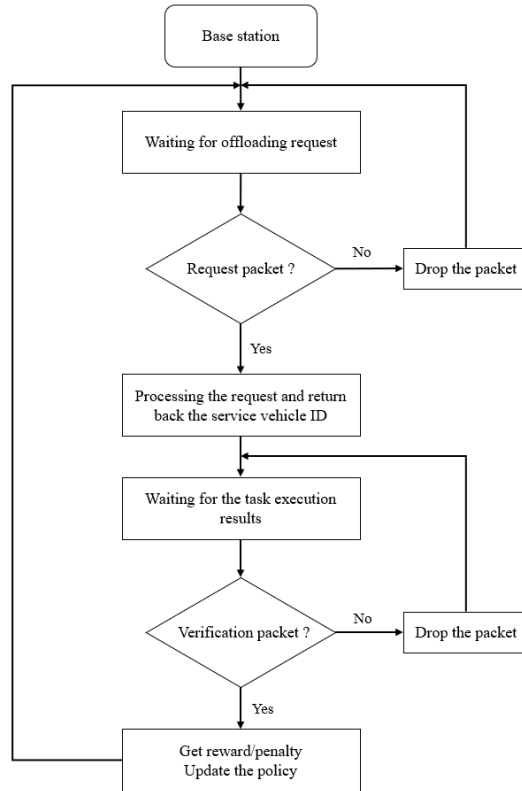 Base station
Waiting for offloading request
Request packet ?
No
Drop the packet
Yes
Processing the request and return
back the service vehicle ID
Waiting for the task execution
results
Verification packet ?
No
Drop the packet
Yes
Get reward/penalty
Update the policy